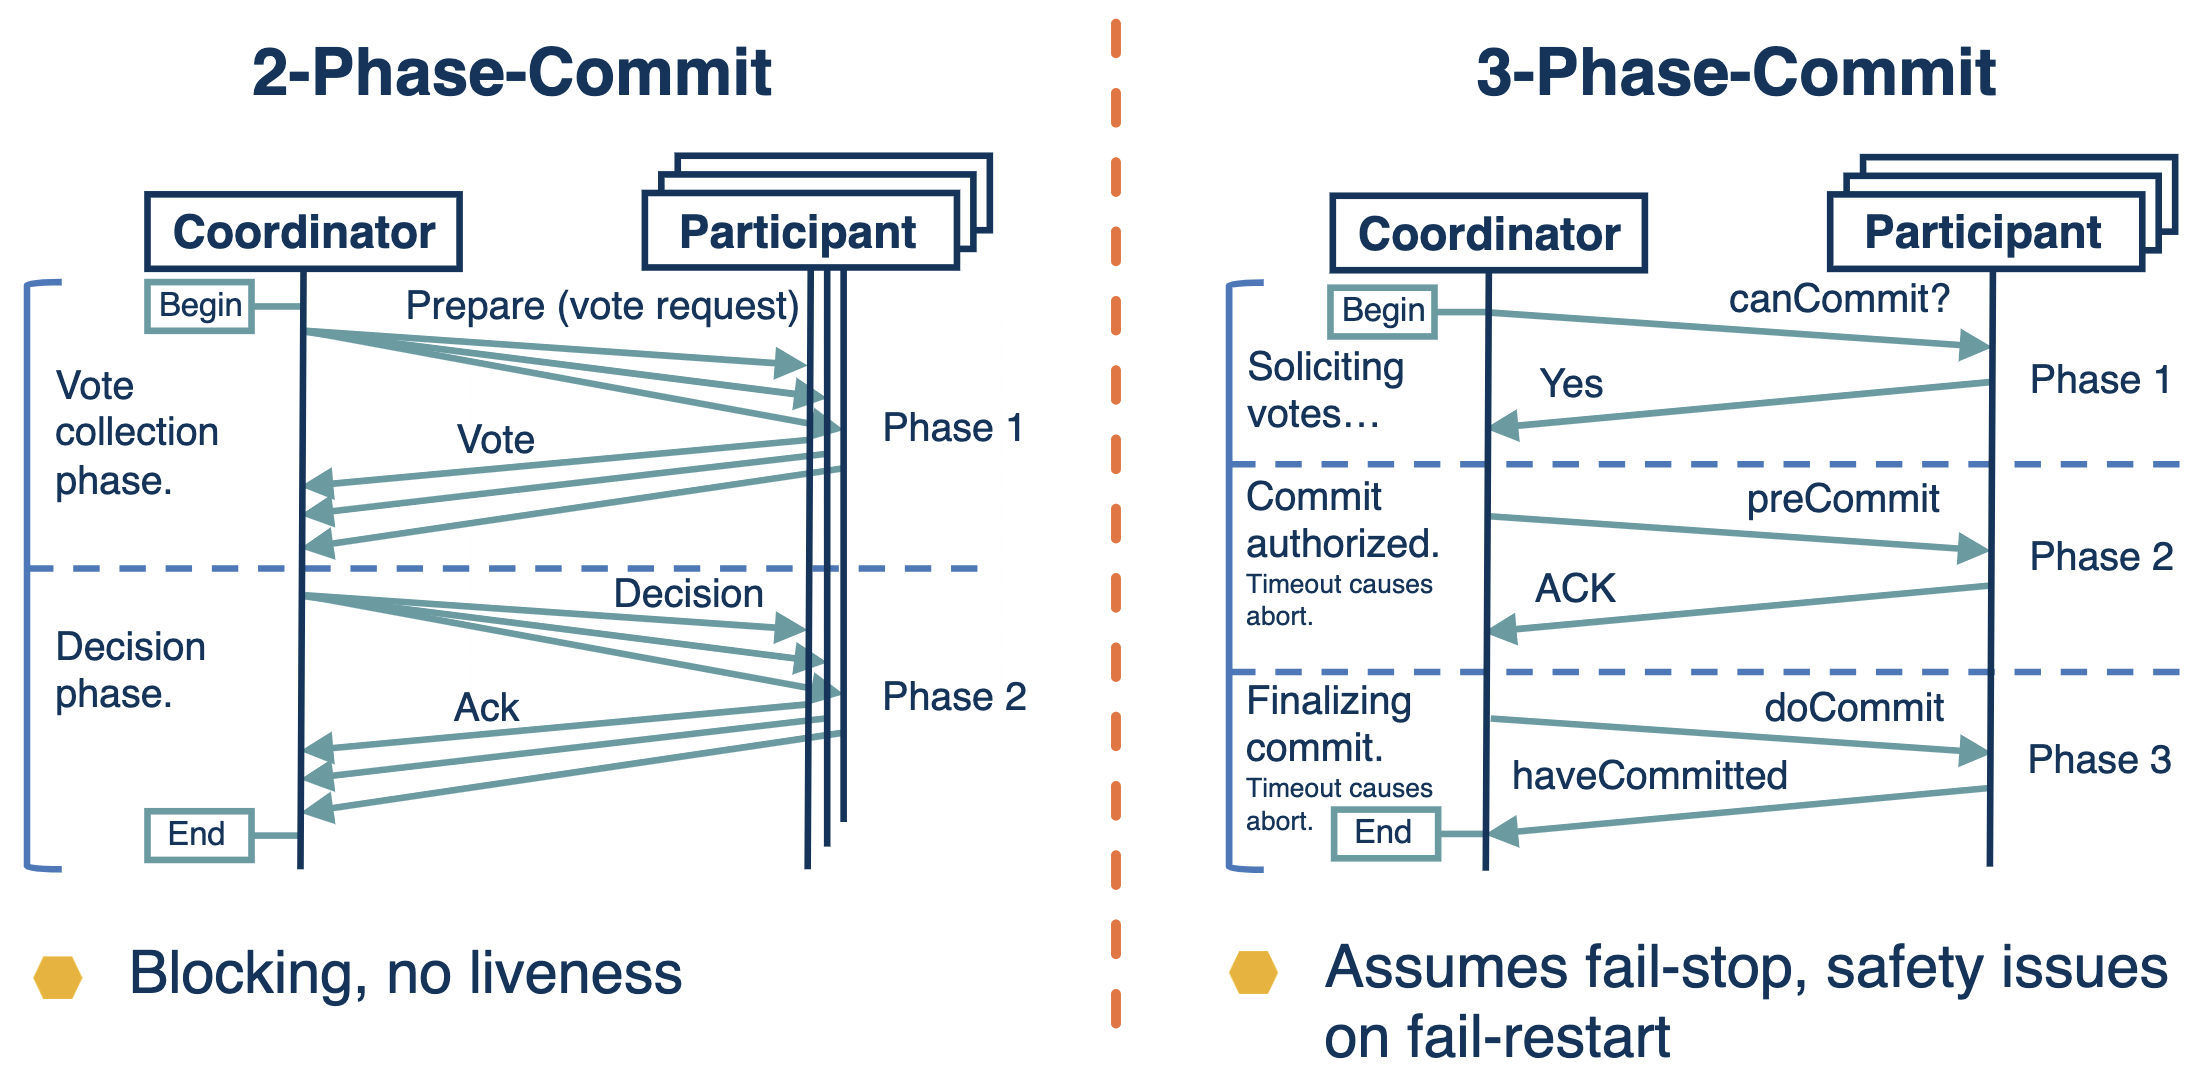 2-Phase-Commit
Coordinator
Participant
Begin
Prepare (vote request)
Vote
collection
phase.
Vote
Phase 1
Decision
Decision
phase.
Ack
Phase 2
End
Blocking, no liveness
3-Phase-Commit
Coordinator
Participant
Begin
canCommit?
Soliciting
votes...
Yes
Phase 1
Commit
authorized.
Timeout causes
abort.
preCommit
ACK
Phase 2
Finalizing
commit.
Timeout causes
abort.
doCommit
haveCommitted
Phase 3
End
Assumes fail-stop, safety issues
on fail-restart